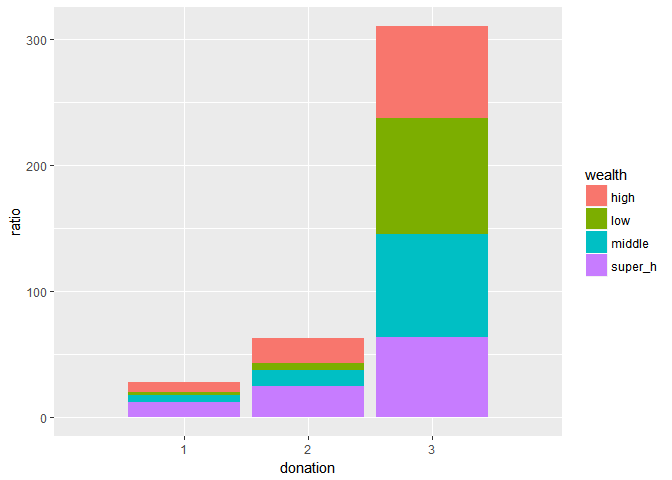 300
200
100
0
ratio
1 2 3
donation
wealth
high
low
middle
super_h